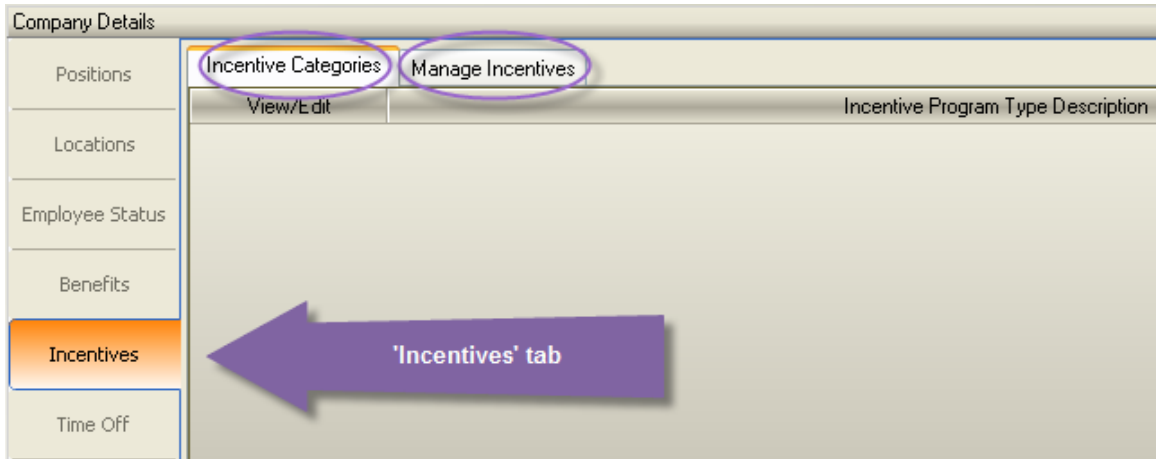 Company Details
Positions
Locations
Employee Status
Benefits
Incentives
Time Off
Incentive Categories
Manage Incentives
View/Edit
Incentive Program Type Description
'Incentives' tab